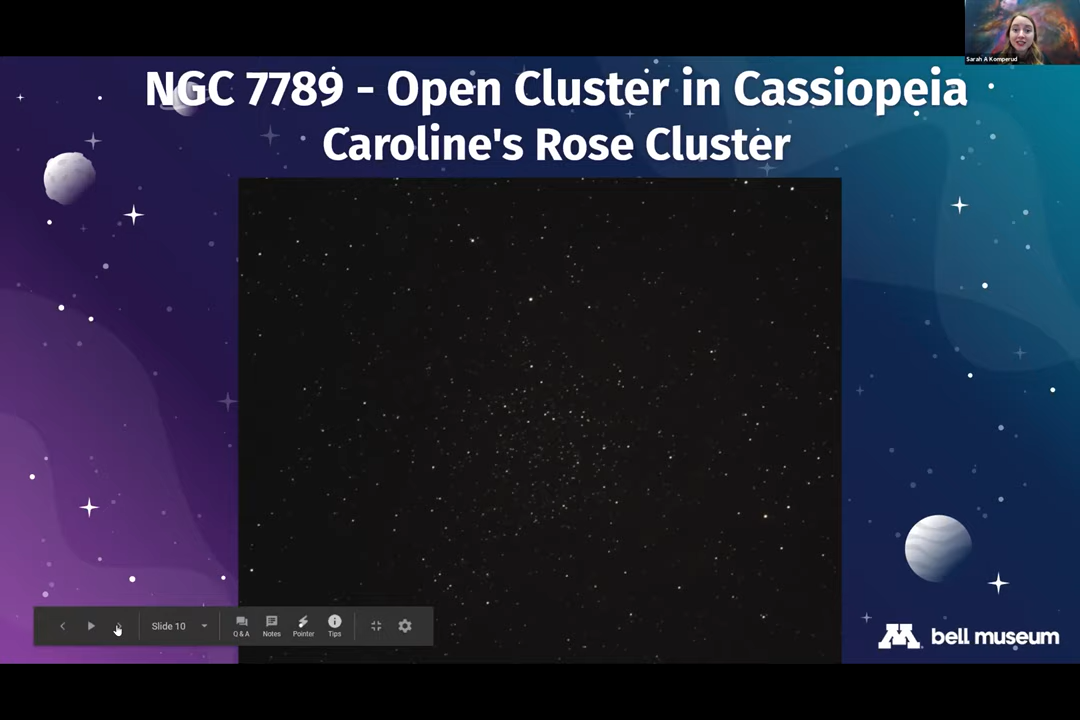 Sarah A Komperud
NGC 7789 - Open Cluster in Cassiopeia
Caroline's Rose Cluster
Slide 10
Q & A
Notes
Pointer
Tips
bell museum